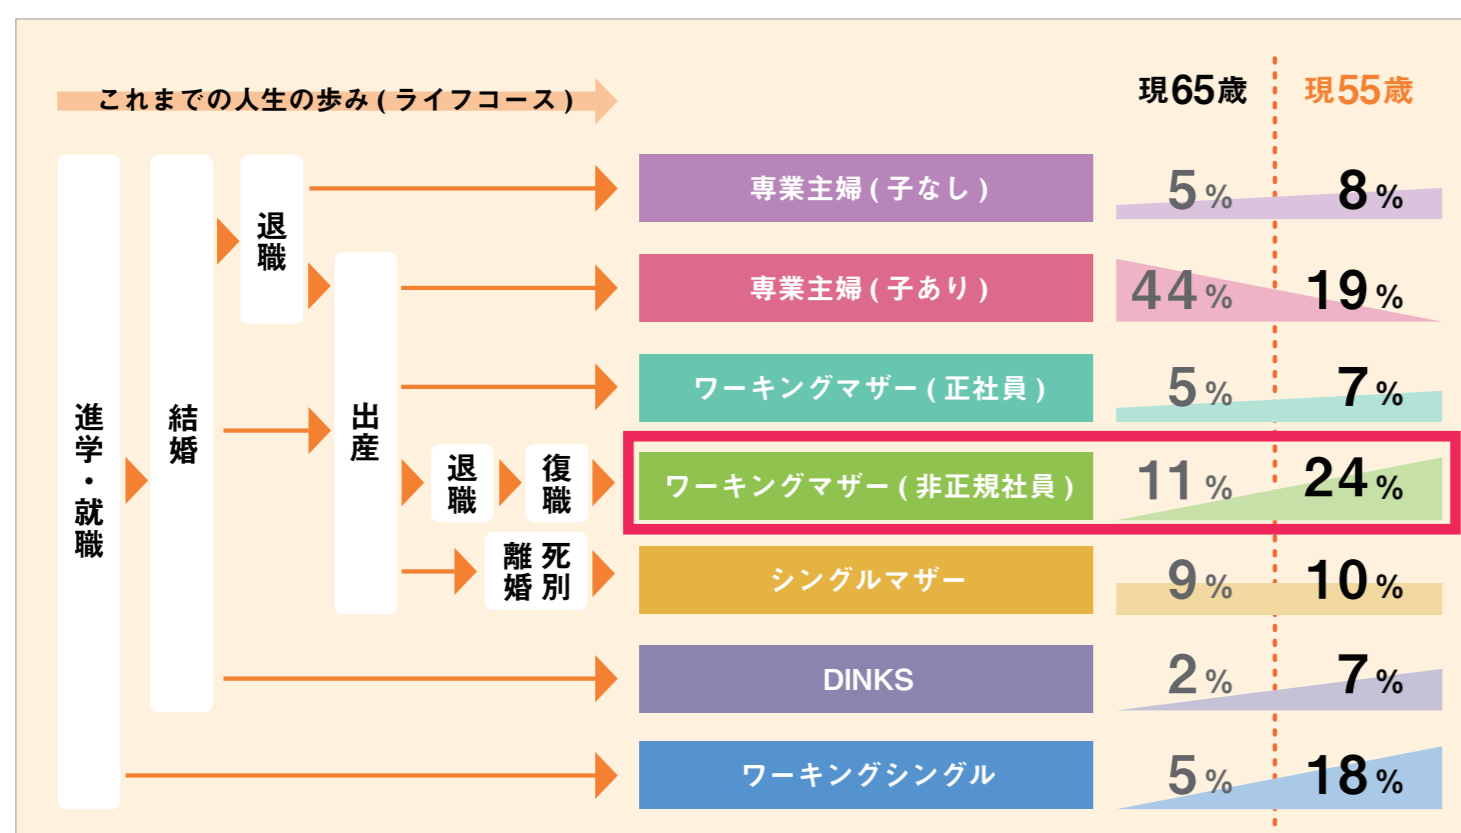 これまでの人生の歩み(ライフコース)
現65歳
現55歳
進学・就職
結婚
退職
出産
退職
復職
離婚
死別
専業主婦(子なし)
5%
8%
専業主婦(子あり)
44%
19%
ワーキングマザー(正社員)
5%
7%
ワーキングマザー(非正規社員)
11%
24%
シングルマザー
9%
10%
DINKS
2%
7%
ワーキングシングル
5%
18%